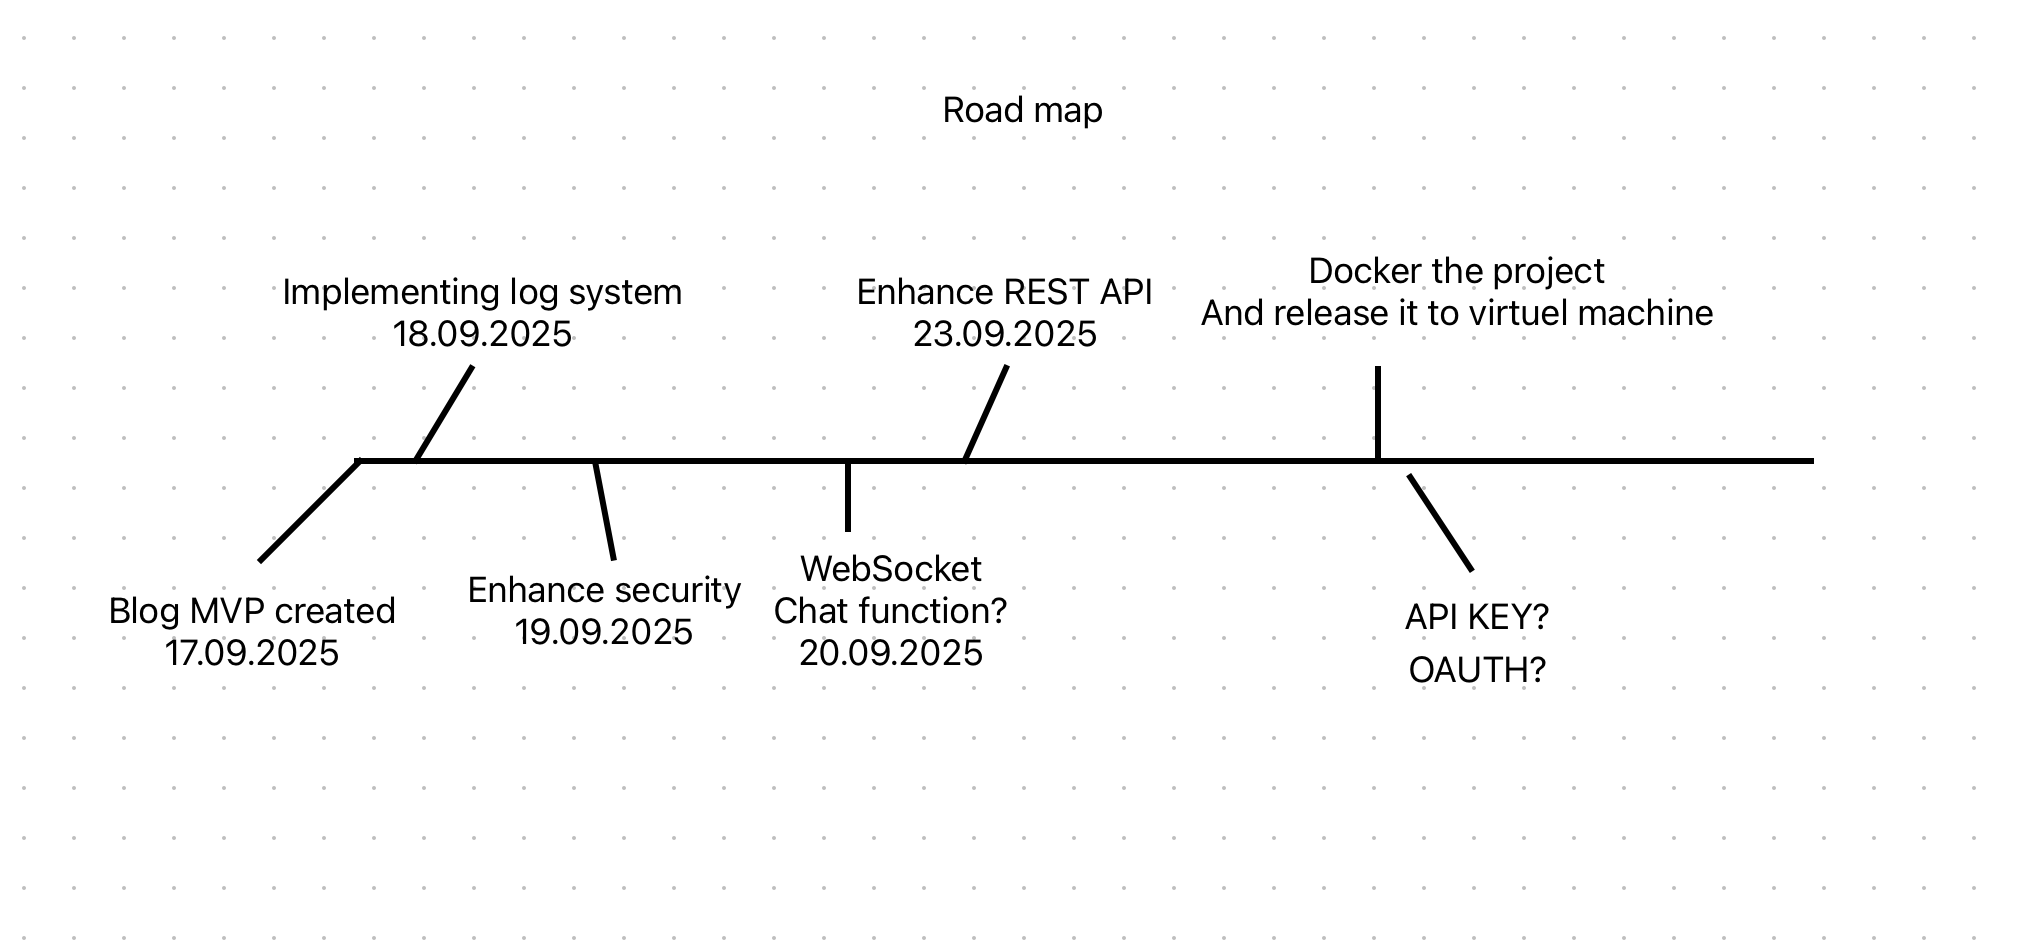 Road map
Implementing log system
18.09.2025
Enhance REST API
23.09.2025
Docker the project
And release it to virtuel machine
Blog MVP created
17.09.2025
Enhance security
19.09.2025
WebSocket
Chat function?
20.09.2025
API KEY?
OAUTH?